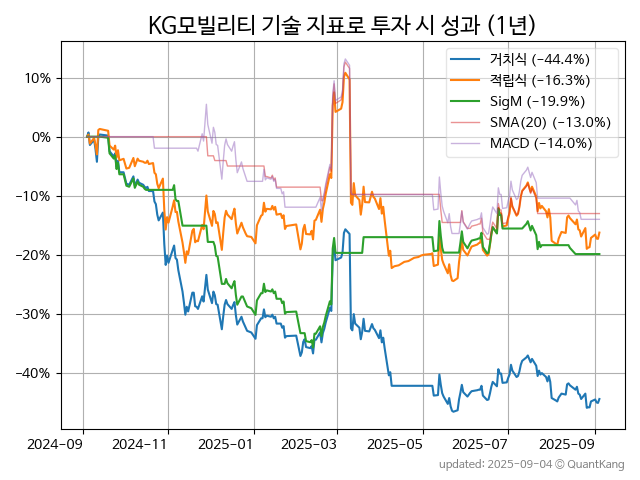 KG모빌리티 기술 지표로 투자 시 성과 (1년)
거치식 (−44.4%)
적립식 (−16.3%)
SigM (−19.9%)
SMA(20) (−13.0%)
MACD (−14.0%)
10%
0%
−10%
−20%
−30%
−40%
2024-09
2024-11
2025-01
2025-03
2025-05
2025-07
2025-09
updated: 2025-09-04 © QuantKang